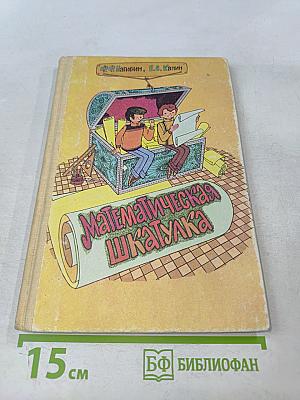 Ф.Ф. Нагибин, Е.С. Канин
МАТЕМАТИЧЕСКАЯ
ШКАТУЛКА
15 см
БФ БИБЛИОФАН